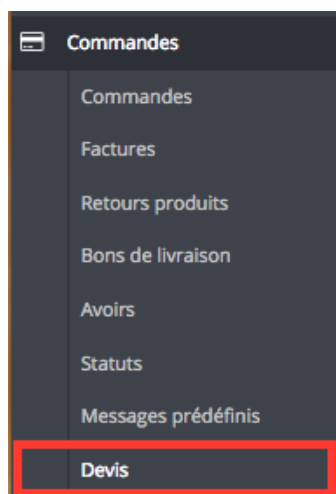 Commandes
Commandes
Factures
Retours produits
Bons de livraison
Avoirs
Statuts
Messages prédéfinis
Devis